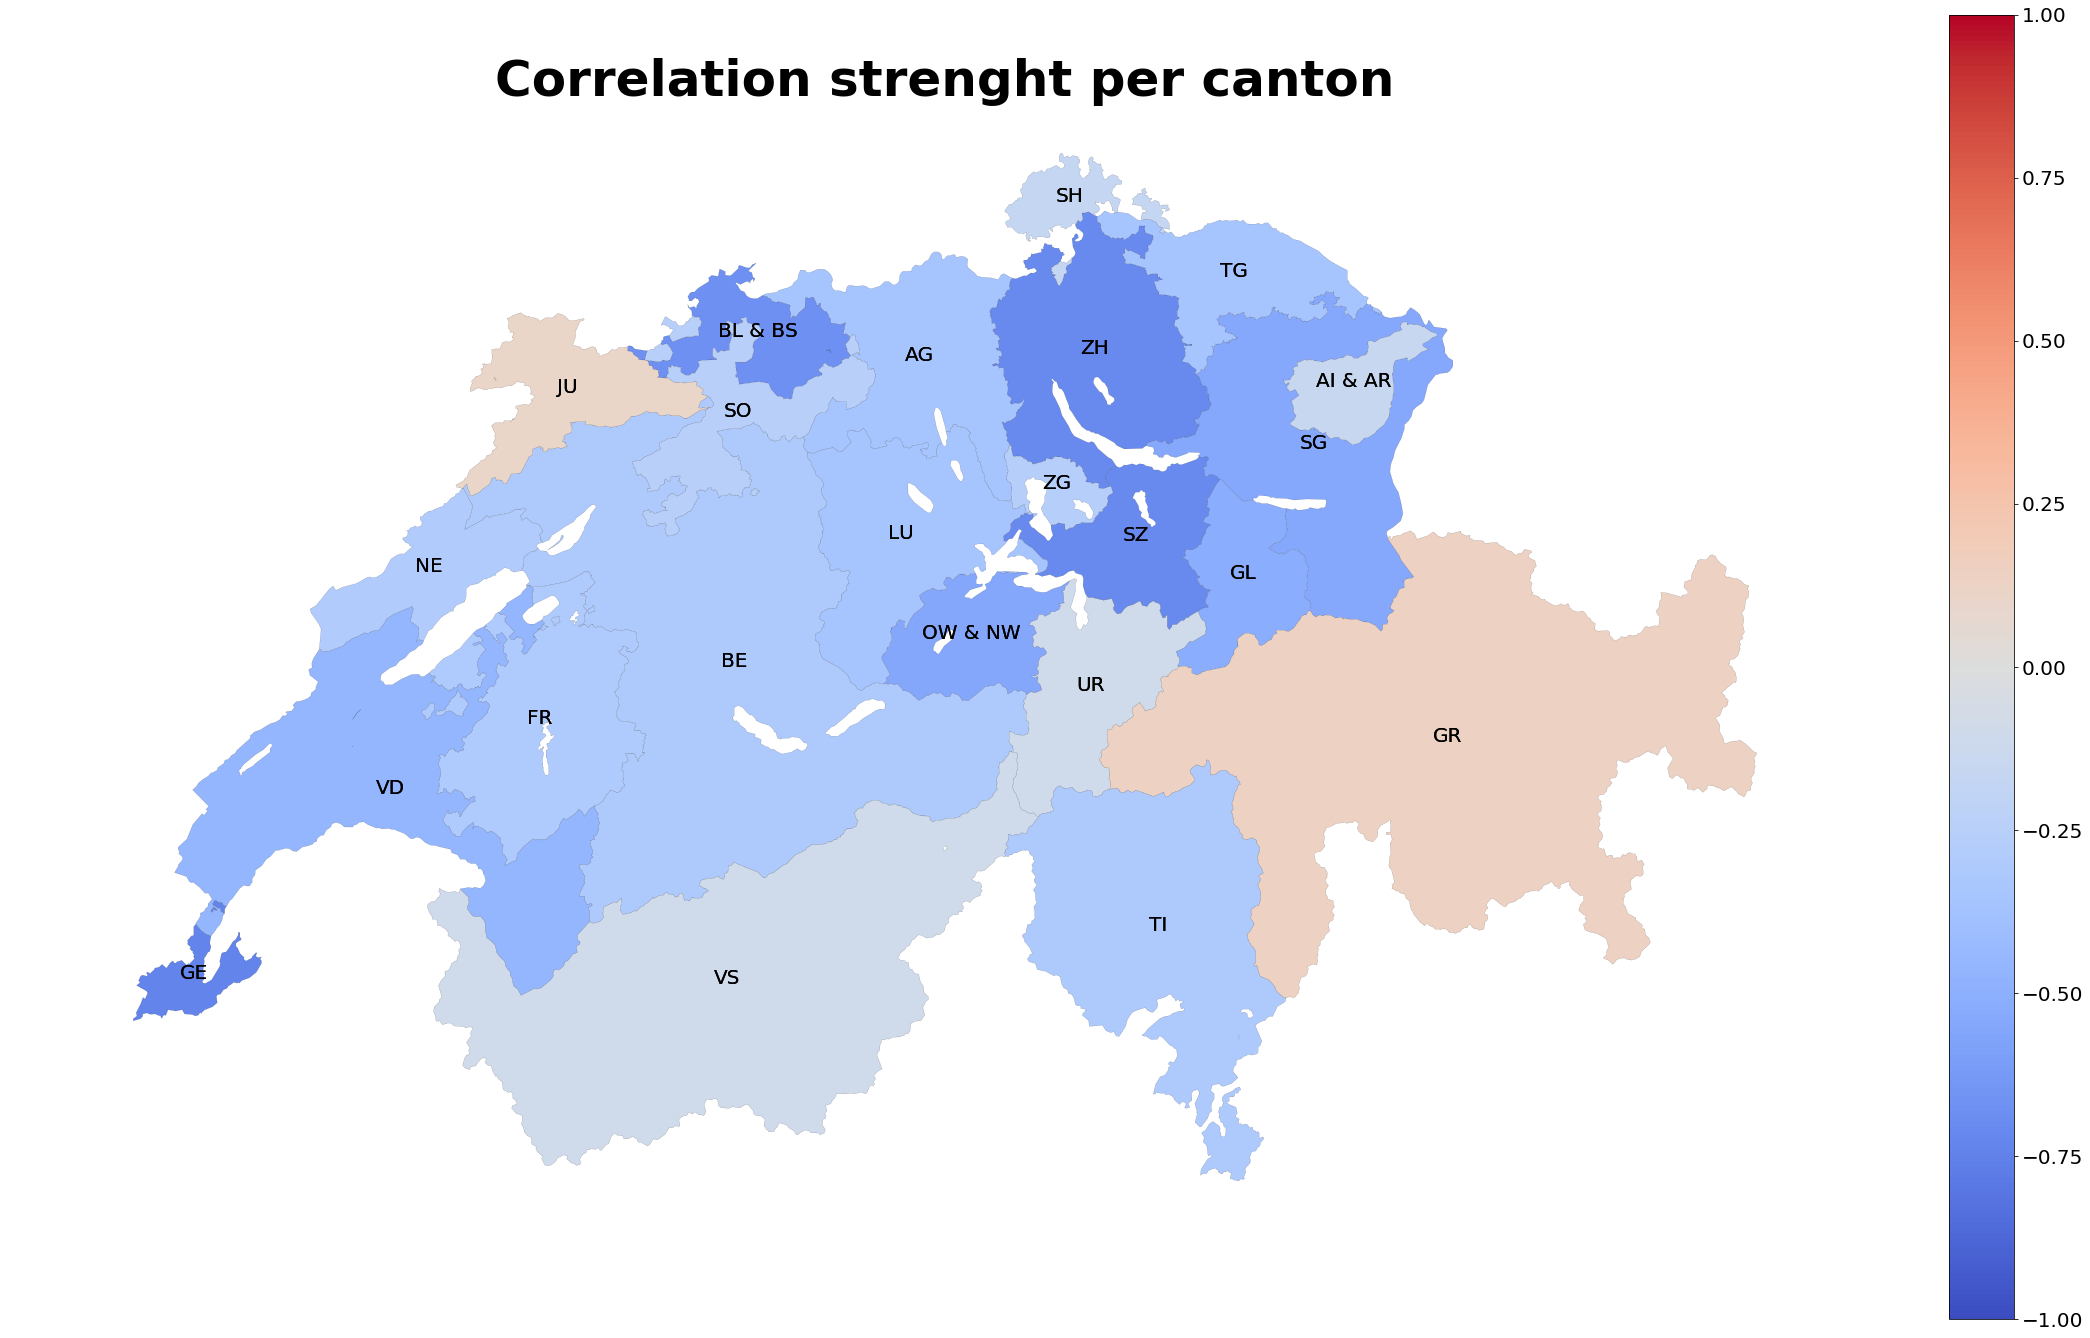 Correlation strenght per canton
SH
TG
BL & BS
AG
ZH
JU
AI & AR
SO
SG
ZG
LU
SZ
NE
GL
OW & NW
BE
UR
FR
GR
VD
TI
GE
VS
1.00
0.75
0.50
0.25
0.00
−0.25
−0.50
−0.75
−1.00